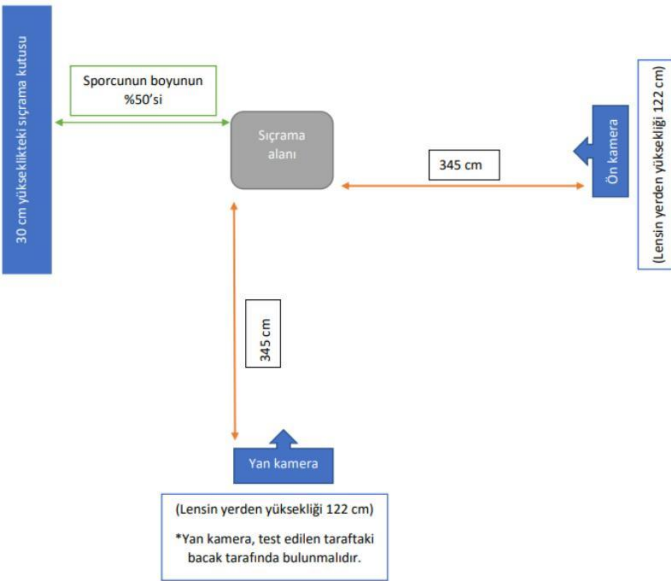 30 cm yükseklikteki sıçrama kutusu
Sporcunun boyunun
%50'si
Sıçrama
alanı
345 cm
Ön kamera
(Lensin yerden yüksekliği 122 cm)
345 cm
Yan kamera
(Lensin yerden yüksekliği 122 cm)
*Yan kamera, test edilen taraftaki
bacak tarafında bulunmalıdır.